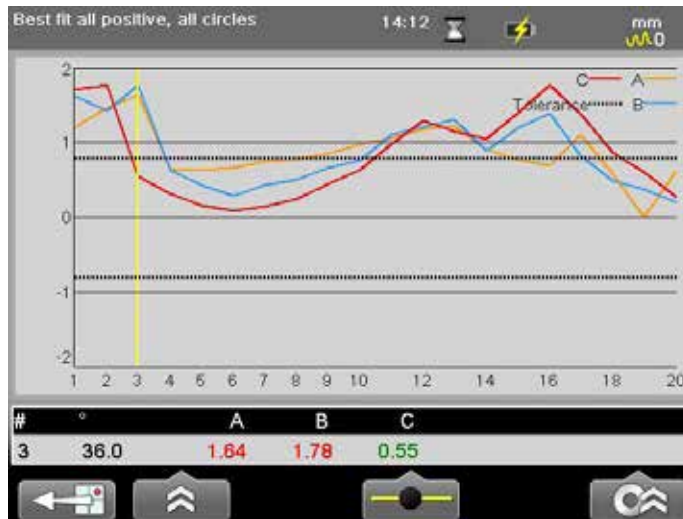 Best fit all positive, all circles 14:12 mm
0
2
C A
Tolerance B
1
0
-1
-2
1 2 3 4 5 6 7 8 9 10 12 14 16 18 20
# ° A B C
3 36.0 1.64 1.78 0.55